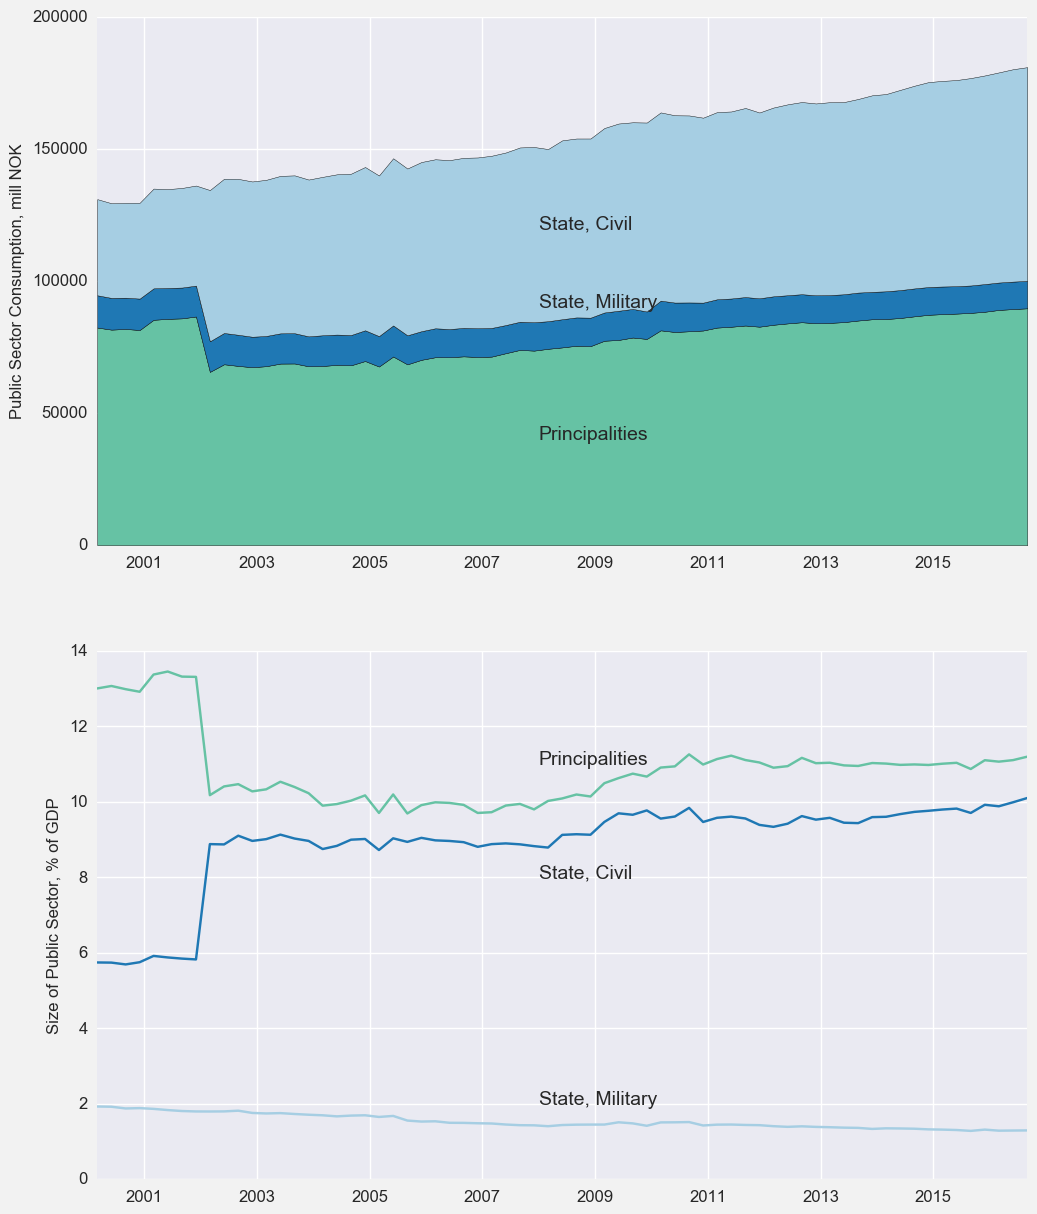 200000
150000
100000
50000
0
Public Sector Consumption, mill NOK
State, Civil
State, Military
Principalities
2001 2003 2005 2007 2009 2011 2013 2015
14
12
10
8
6
4
2
0
Size of Public Sector, % of GDP
Principalities
State, Civil
State, Military
2001 2003 2005 2007 2009 2011 2013 2015